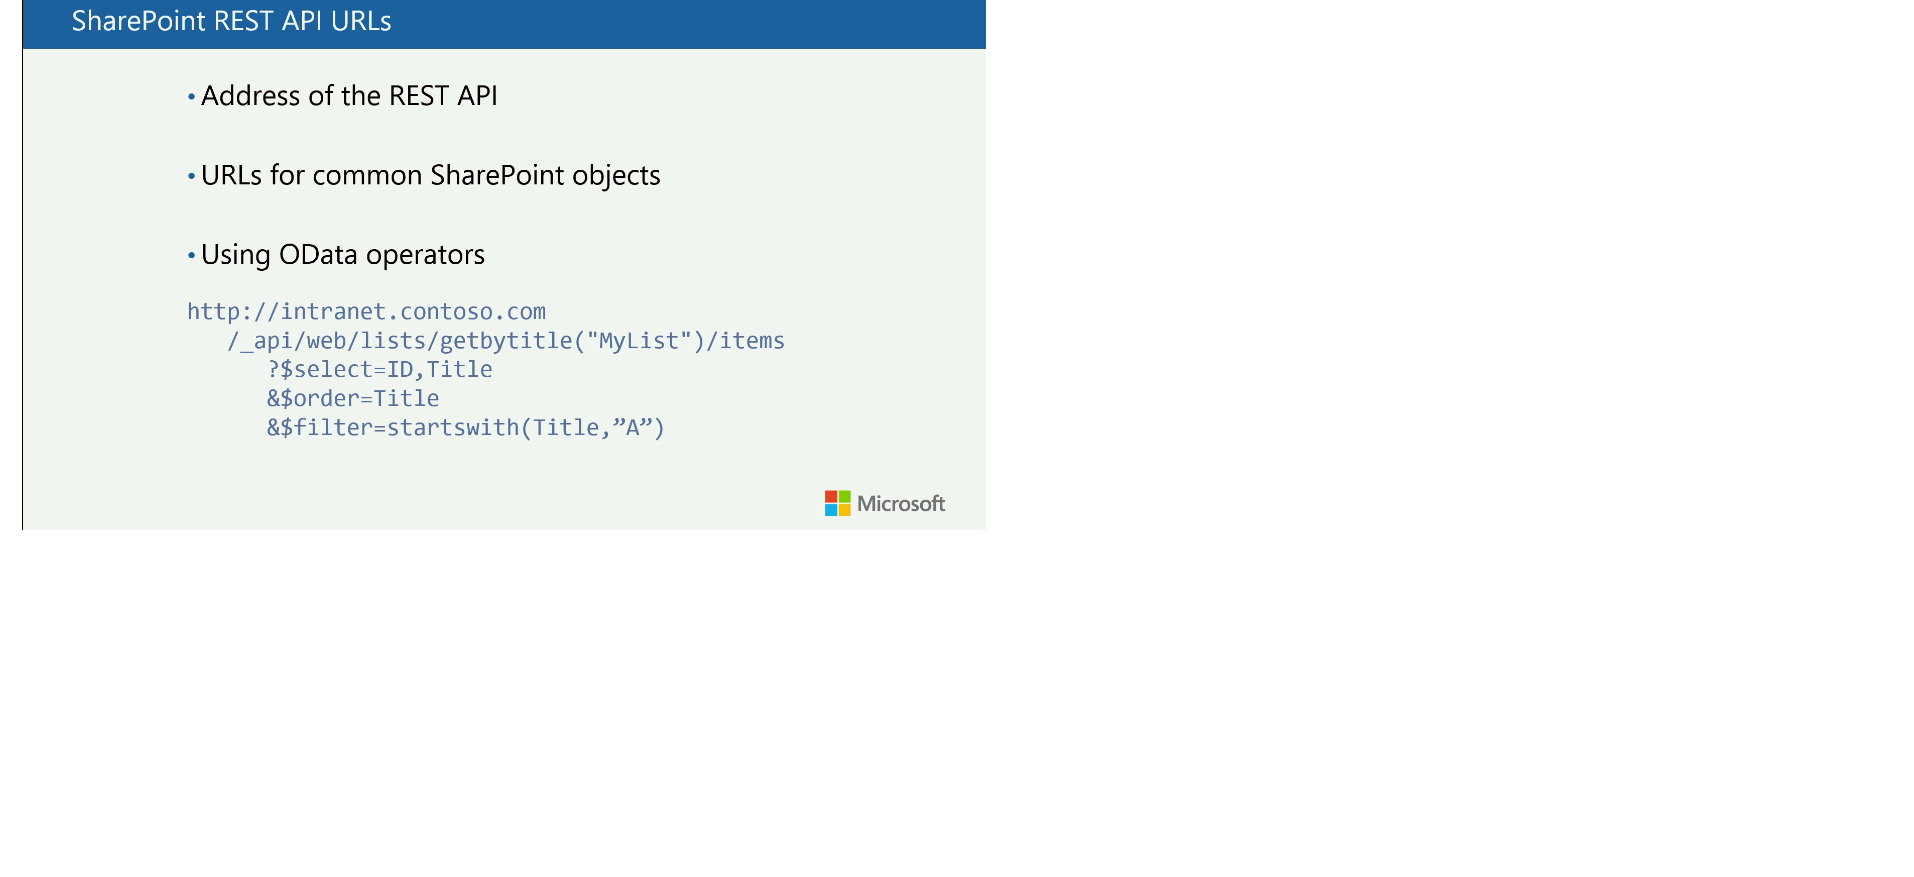 SharePoint REST API URLs
• Address of the REST API
• URLs for common SharePoint objects
• Using OData operators
http://intranet.contoso.com
/_api/web/lists/getbytitle("MyList")/items
?$select=ID,Title
&$order=Title
&$filter=startswith(Title,”A”)
Microsoft